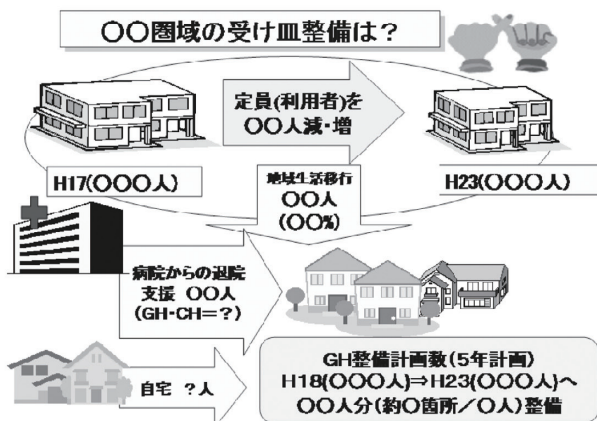 〇〇圏域の受け皿整備は？
定員(利用者)を
〇〇人減・増
H17(〇〇〇人)
H23(〇〇〇人)
地域生活移行
〇〇人
(〇〇%)
病院からの退院
支援 〇〇人
(GH・CH=？)
自宅 ？人
GH整備計画数(5年計画)
H18{〇〇〇人}⇒H23{〇〇〇人}へ
〇〇人分(約〇箇所／〇人)整備